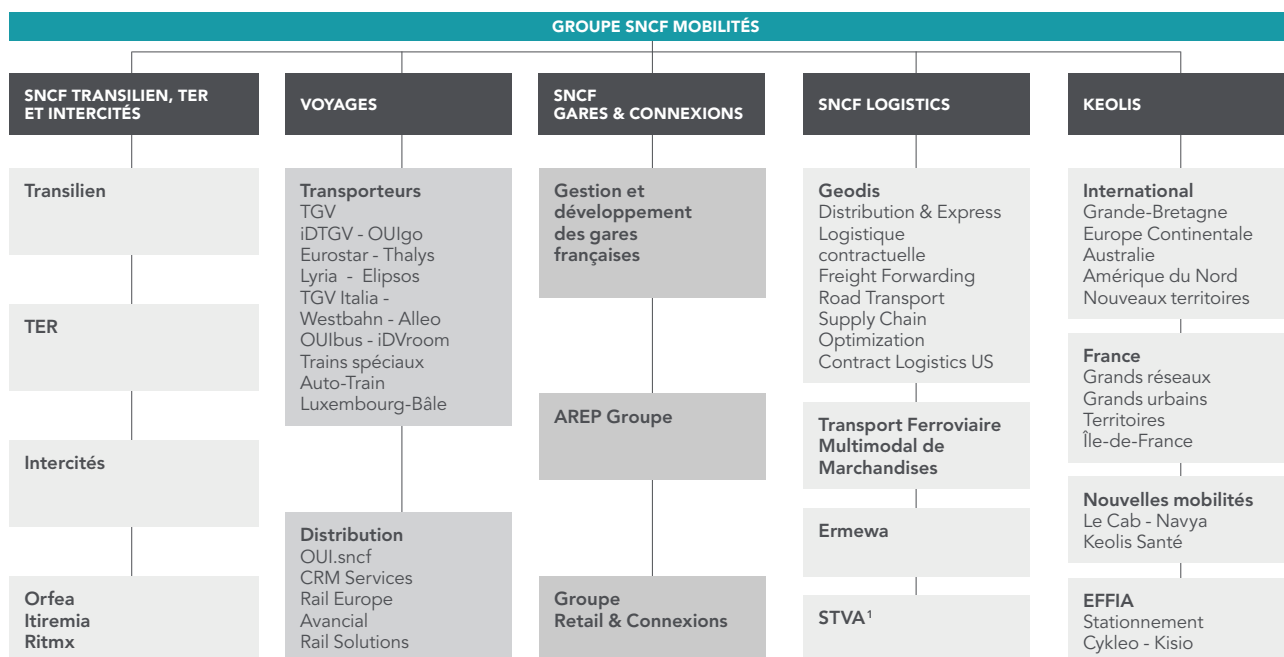 GROUPE SNCF MOBILITÉS
SNCF TRANSILIEN, TER
ET INTERCITÉS
Transilien
TER
Intercités
Orfea
Itiremia
Ritmx
VOYAGES
Transporteurs
TGV
iDTGV - OUIgo
Eurostar - Thalys
Lyria - Elipsos
TGV Italia -
Westbahn - Alleo
OUIbus - iDVroom
Trains spéciaux
Auto-Train
Luxembourg-Bâle
Distribution
OUI.sncf
CRM Services
Rail Europe
Avancial
Rail Solutions
SNCF
GARES & CONNEXIONS
Gestion et
développement
des gares
françaises
AREP Groupe
Groupe
Retail & Connexions
SNCF LOGISTICS
Geodis
Distribution & Express
Logistique
contractuelle
Freight Forwarding
Road Transport
Supply Chain
Optimization
Contract Logistics US
Transport Ferroviaire
Multimodal de
Marchandises
Ermewa
STVA¹
KEOLIS
International
Grande-Bretagne
Europe Continentale
Australie
Amérique du Nord
Nouveaux territoires
France
Grands réseaux
Grands urbains
Territoires
Île-de-France
Nouvelles mobilités
Le Cab - Navya
Keolis Santé
EFFIA
Stationnement
Cykleo - Kisio